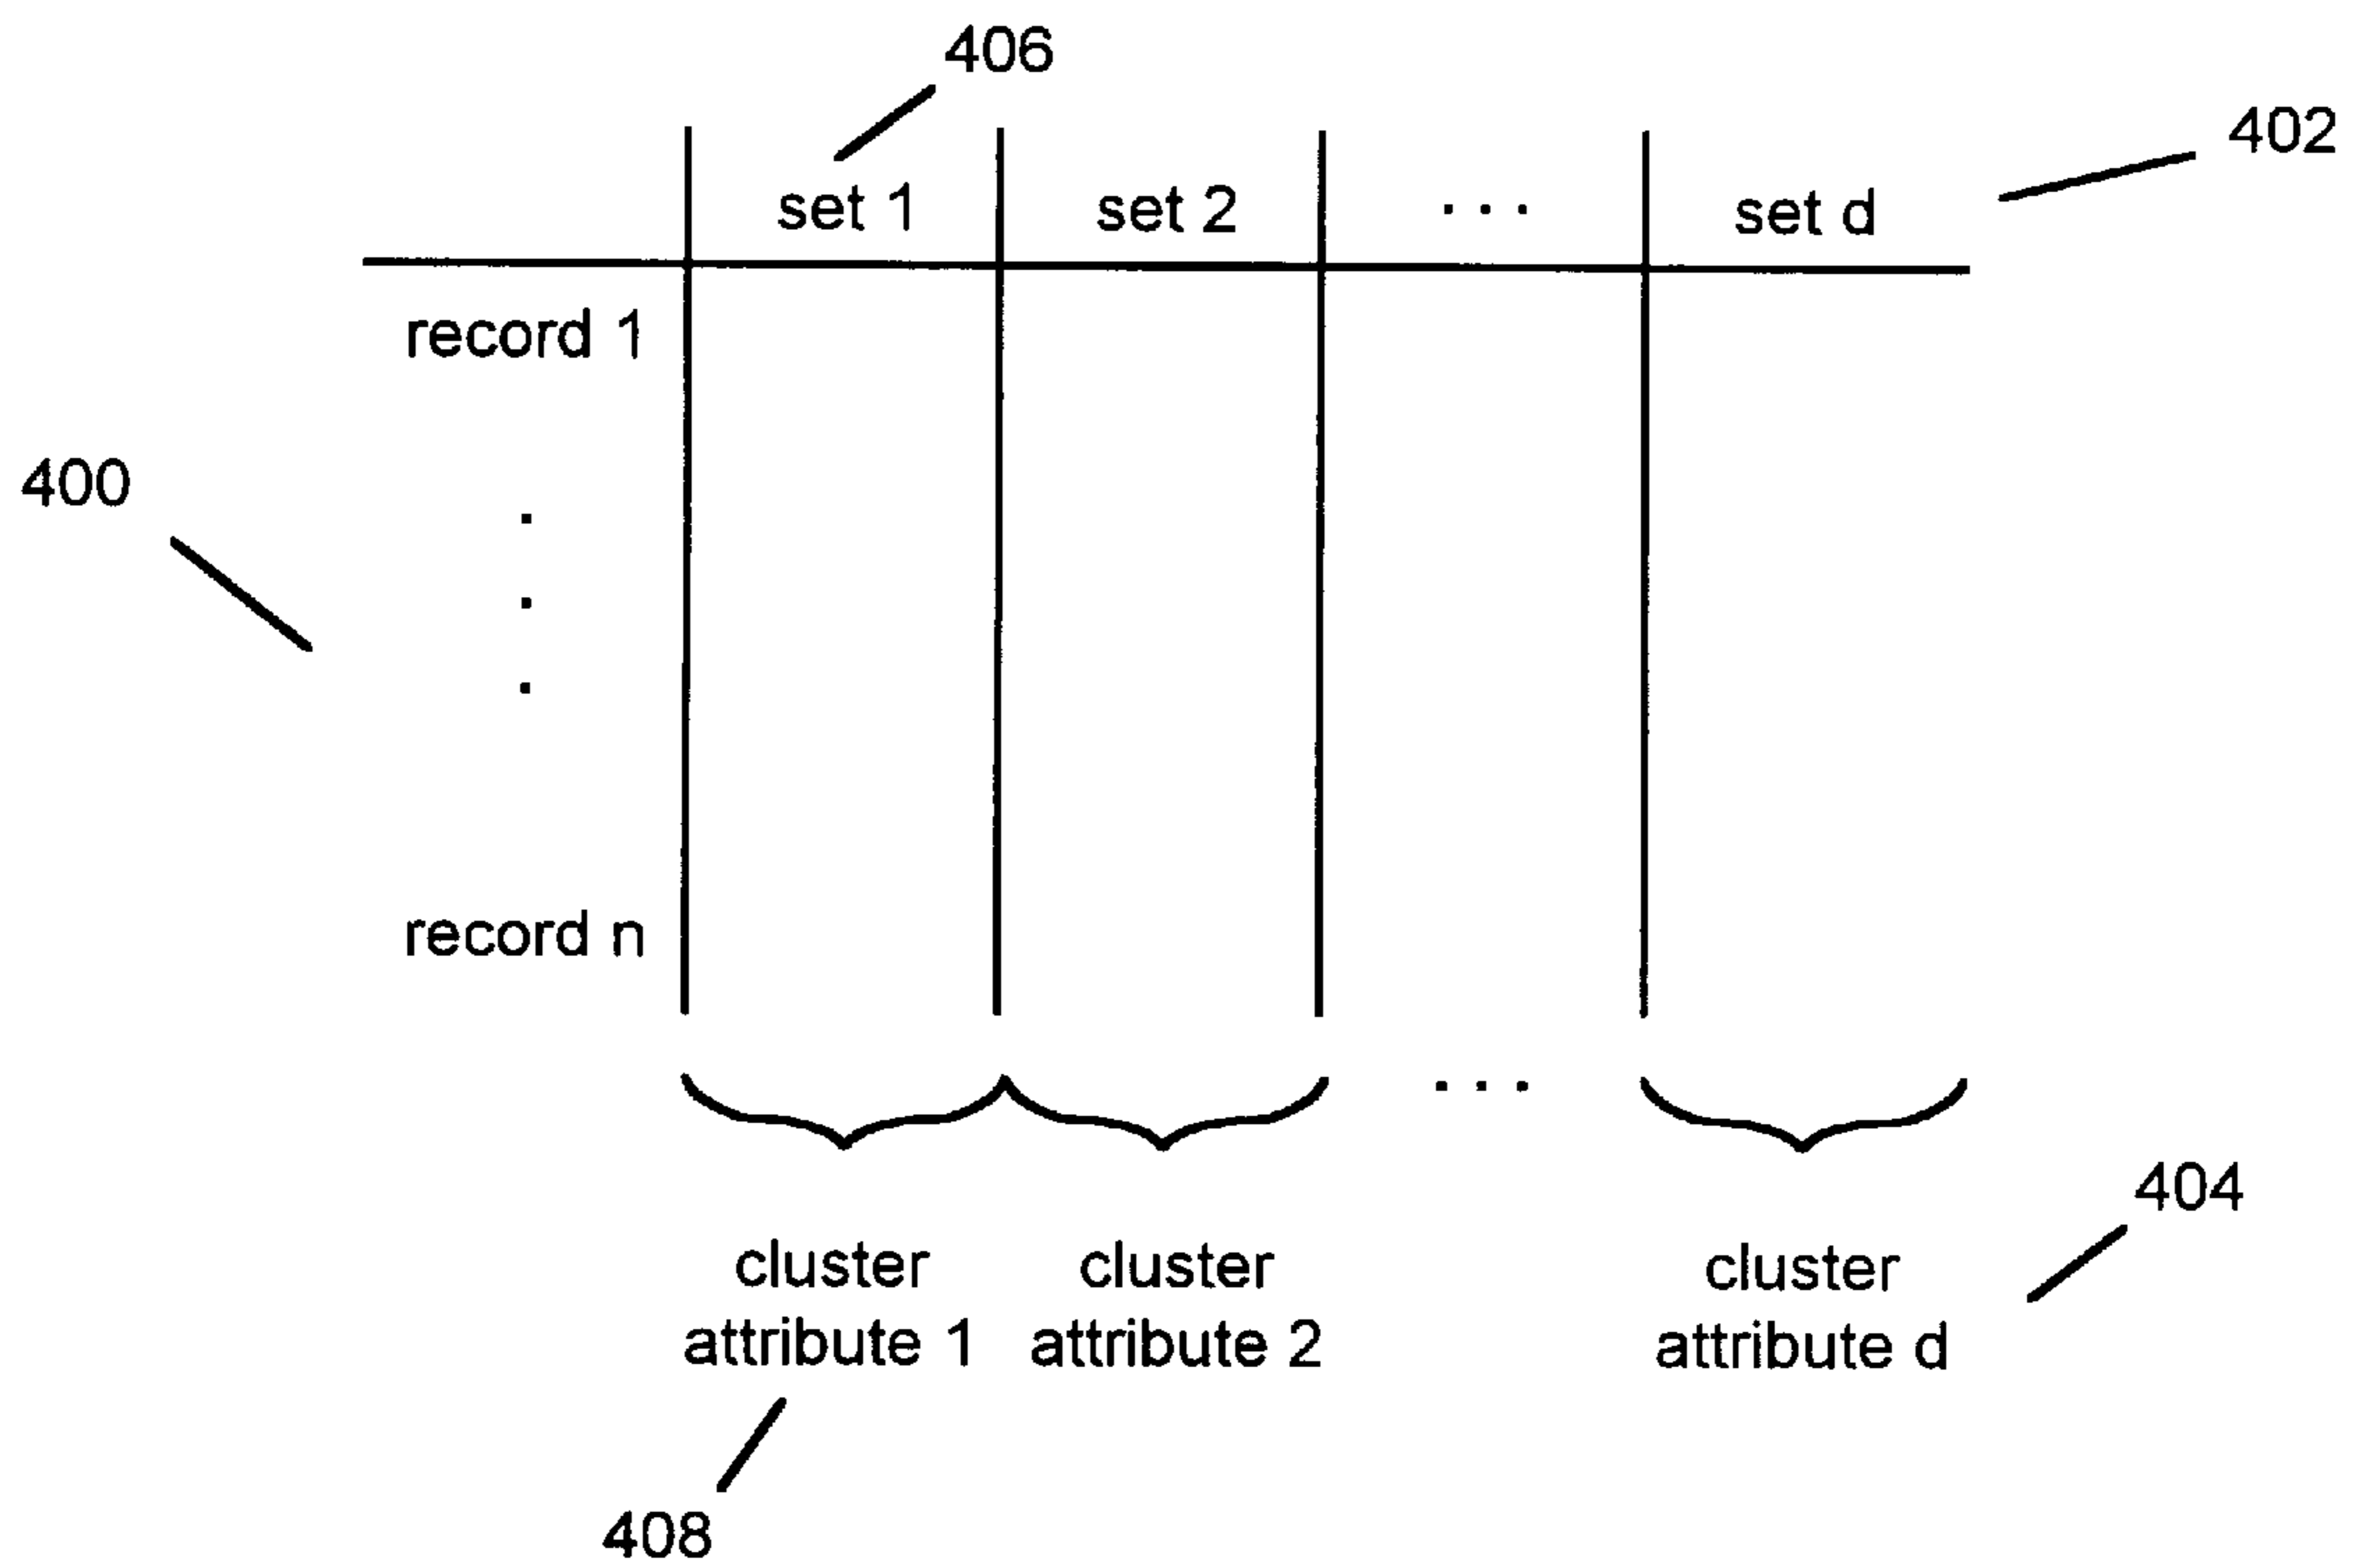 406
402
set 1 set 2 ... set d
record 1
400
.
.
.
record n
...
404
cluster cluster cluster
attribute 1 attribute 2 attribute d
408